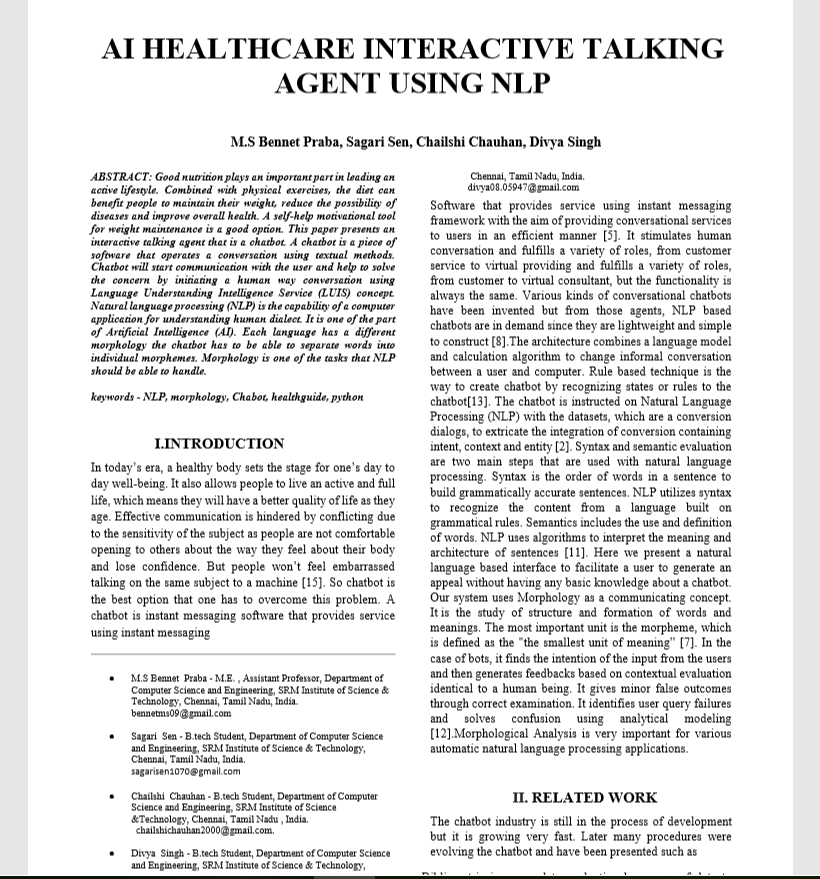 AI HEALTHCARE INTERACTIVE TALKING
AGENT USING NLP
M.S Bennet Praba, Sagari Sen, Chailshi Chauhan, Divya Singh
ABSTRACT: Good nutrition plays an important part in leading an
active lifestyle. Combined with physical exercises, the diet can
benefit people to maintain their weight, reduce the possibility of
diseases and improve overall health. A self-help motivational tool
for weight maintenance is a good option. This paper presents an
interactive talking agent that is a chatbot. A chatbot is a piece of
software that operates a conversation using textual methods.
Chatbot will start communication with the user and help to solve
the concern by initiating a human way conversation using
Language Understanding Intelligence Service (LUIS) concept.
Natural language processing (NLP) is the capability of a computer
application for understanding human dialect. It is one of the part
of Artificial Intelligence (AI). Each language has a different
morphology the chatbot has to be able to separate words into
individual morphemes. Morphology is one of the tasks that NLP
should be able to handle.
keywords - NLP, morphology, Chabot, healthguide, python
I.INTRODUCTION
In today's era, a healthy body sets the stage for one's day to
day well-being. It also allows people to live an active and full
life, which means they will have a better quality of life as they
age. Effective communication is hindered by conflicting due
to the sensitivity of the subject as people are not comfortable
opening to others about the way they feel about their body
and lose confidence. But people won't feel embarrassed
talking on the same subject to a machine [15]. So chatbot is
the best option that one has to overcome this problem. A
chatbot is instant messaging software that provides service
using instant messaging
• M.S Bennet Praba - M.E. , Assistant Professor, Department of
Computer Science and Engineering, SRM Institute of Science &
Technology, Chennai, Tamil Nadu, India.
bennetms09@gmail.com
• Sagari Sen - B.tech Student, Department of Computer Science
and Engineering, SRM Institute of Science & Technology,
Chennai, Tamil Nadu, India.
sagarisen1070@gmail.com
• Chailshi Chauhan - B.tech Student, Department of Computer
Science and Engineering, SRM Institute of Science
&Technology, Chennai, Tamil Nadu , India.
chailshichauhan2000@gmail.com.
• Divya Singh - B.tech Student, Department of Computer Science
and Engineering, SRM Institute of Science & Technology,
Chennai, Tamil Nadu, India.
divya08.05947@gmail.com
Software that provides service using instant messaging
framework with the aim of providing conversational services
to users in an efficient manner [5]. It stimulates human
conversation and fulfills a variety of roles, from customer
service to virtual providing and fulfills a variety of roles,
from customer to virtual consultant, but the functionality is
always the same. Various kinds of conversational chatbots
have been invented but from those agents, NLP based
chatbots are in demand since they are lightweight and simple
to construct [8].The architecture combines a language model
and calculation algorithm to change informal conversation
between a user and computer. Rule based technique is the
way to create chatbot by recognizing states or rules to the
chatbot[13]. The chatbot is instructed on Natural Language
Processing (NLP) with the datasets, which are a conversion
dialogs, to extricate the integration of conversion containing
intent, context and entity [2]. Syntax and semantic evaluation
are two main steps that are used with natural language
processing. Syntax is the order of words in a sentence to
build grammatically accurate sentences. NLP utilizes syntax
to recognize the content from a language built on
grammatical rules. Semantics includes the use and definition
of words. NLP uses algorithms to interpret the meaning and
architecture of sentences [11]. Here we present a natural
language based interface to facilitate a user to generate an
appeal without having any basic knowledge about a chatbot.
Our system uses Morphology as a communicating concept.
It is the study of structure and formation of words and
meanings. The most important unit is the morpheme, which
is defined as the "the smallest unit of meaning" [7]. In the
case of bots, it finds the intention of the input from the users
and then generates feedbacks based on contextual evaluation
identical to a human being. It gives minor false outcomes
through correct examination. It identifies user query failures
and solves confusion using analytical modeling
[12].Morphological Analysis is very important for various
automatic natural language processing applications.
II. RELATED WORK
The chatbot industry is still in the process of development
but it is growing very fast. Later many procedures were
evolving the chatbot and have been presented such as